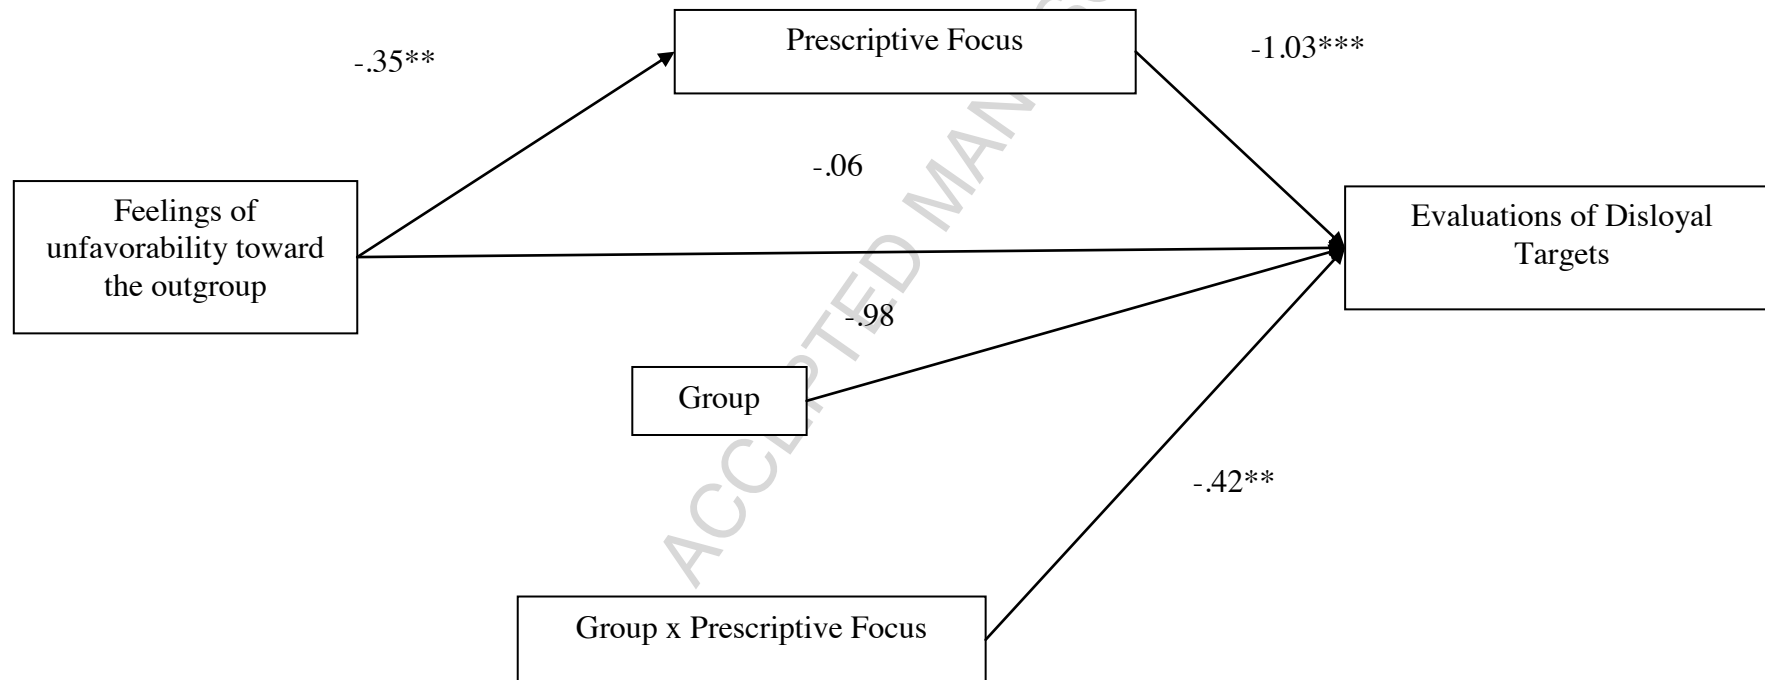 Prescriptive Focus
-.35**
-1.03***
-.06
Feelings of
unfavorability toward
the outgroup
Evaluations of Disloyal
Targets
-.98
Group
-.42**
Group x Prescriptive Focus
ACCEPTED MAN